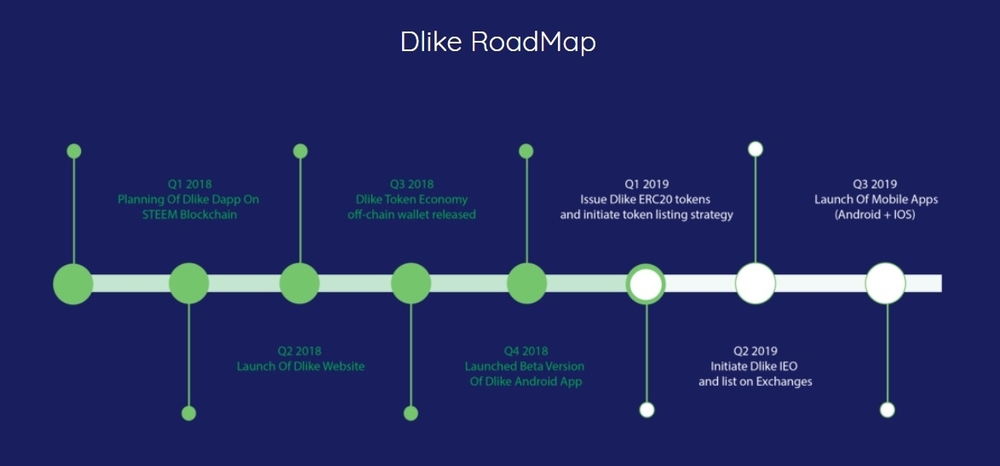 Dlike RoadMap
Q1 2018
Planning Of Dlike Dapp On
STEEM Blockchain
Q2 2018
Launch Of Dlike Website
Q3 2018
Dlike Token Economy
off-chain wallet released
Q4 2018
Launched Beta Version
Of Dlike Android App
Q1 2019
Issue Dlike ERC20 tokens
and initiate token listing strategy
Q2 2019
Initiate Dlike IEO
and list on Exchanges
Q3 2019
Launch Of Mobile Apps
(Android + IOS)